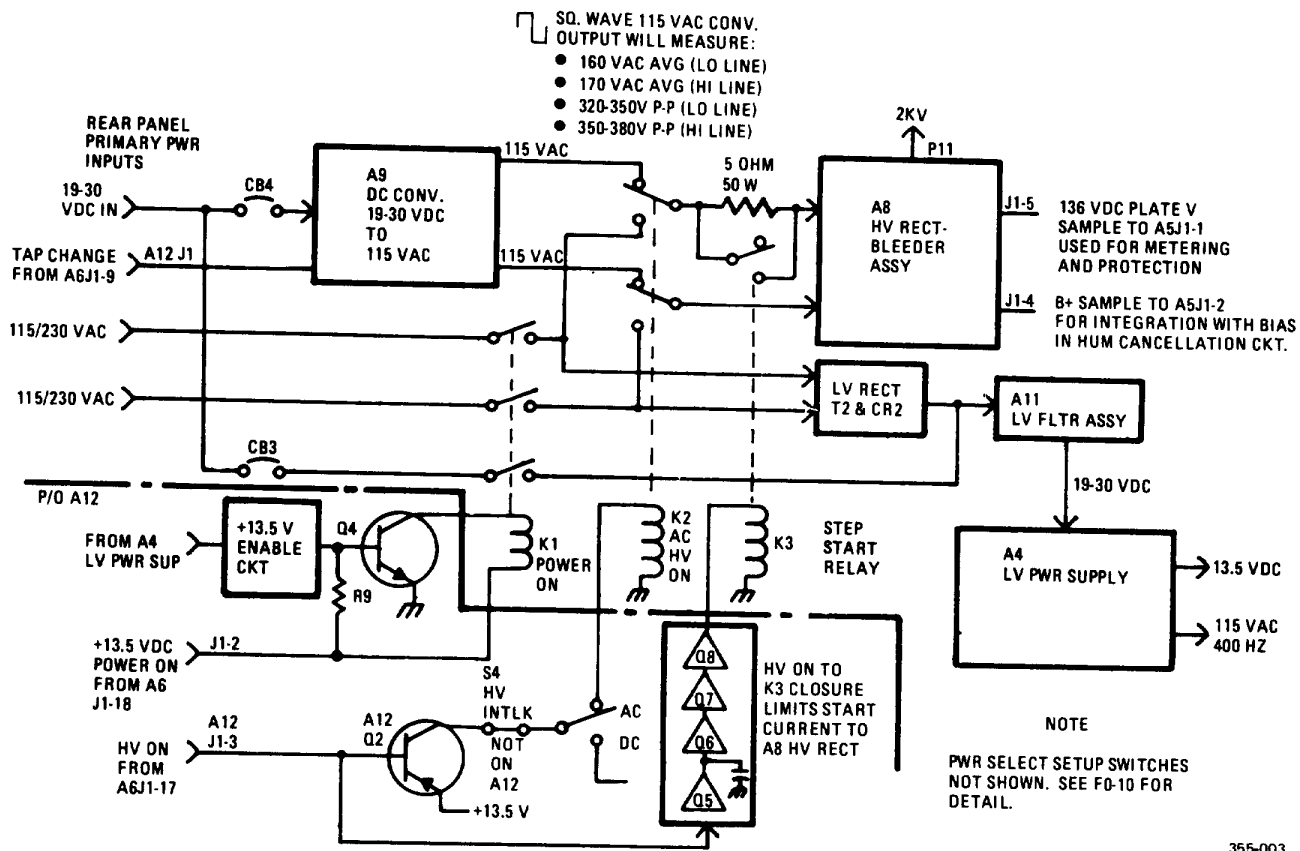 SQ. WAVE 115 VAC CONV.
OUTPUT WILL MEASURE:
● 160 VAC AVG (LO LINE)
● 170 VAC AVG (HI LINE)
● 320-350V P-P (LO LINE)
● 350-380V P-P (HI LINE)
REAR PANEL
PRIMARY PWR
INPUTS
19-30
VDC IN
CB4
A9
DC CONV.
19-30 VDC
TO
115 VAC
115 VAC
115 VAC
5 OHM
50 W
2KV
P11
A8
HV RECT-
BLEEDER
ASSY
J1-5
136 VDC PLATE V
SAMPLE TO A5J1-1
USED FOR METERING
AND PROTECTION
J1-4
B+ SAMPLE TO A5J1-2
FOR INTEGRATION WITH BIAS
IN HUM CANCELLATION CKT.
TAP CHANGE
FROM A6J1-9
A12 J1
115/230 VAC
115/230 VAC
LV RECT
T2 & CR2
A11
LV FLTR ASSY
CB3
19-30 VDC
P/O A12
FROM A4
LV PWR SUP
+13.5 V
ENABLE
CKT
Q4
R9
K1
POWER
ON
K2
AC
HV
ON
K3
STEP
START
RELAY
A4
LV PWR SUPPLY
13.5 VDC
115 VAC
400 HZ
+13.5 VDC
POWER ON
FROM A6
J1-18
J1-2
HV ON
FROM
A6J1-17
A12
J1-3
A12
Q2
+13.5 V
S4
HV
INTLK
NOT
ON
A12
AC
DC
Q8
Q7
Q6
Q5
HV ON TO
K3 CLOSURE
LIMITS START
CURRENT TO
A8 HV RECT
NOTE
PWR SELECT SETUP SWITCHES
NOT SHOWN. SEE FO-10 FOR
DETAIL.
355-003